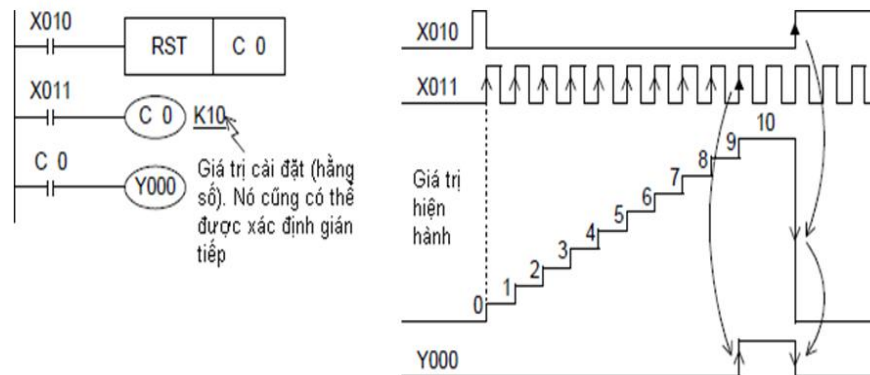 X010
RST C 0
X011
C 0 K10
C 0
Y000
Giá trị cài đặt (hằng
số). Nó cũng có thể
được xác định gián
tiếp
X010
X011
Giá trị
hiện
hành
0
1
2
3
4
5
6
7
8
9
10
Y000